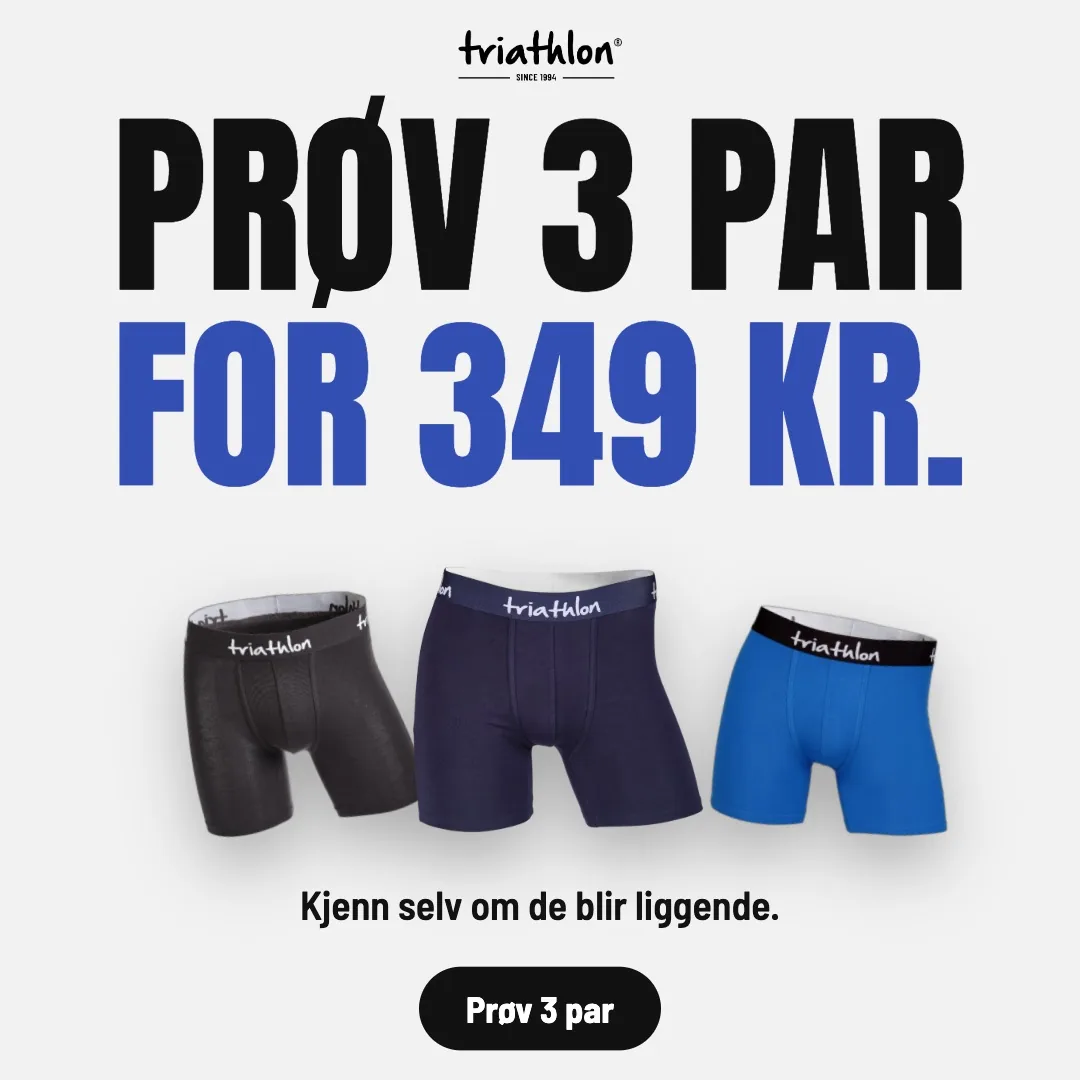 triathlon®
SINCE 1994
PRØV 3 PAR
FOR 349 KR.
triathlon
triathlon
triathlon
Kjenn selv om de blir liggende.
Prøv 3 par